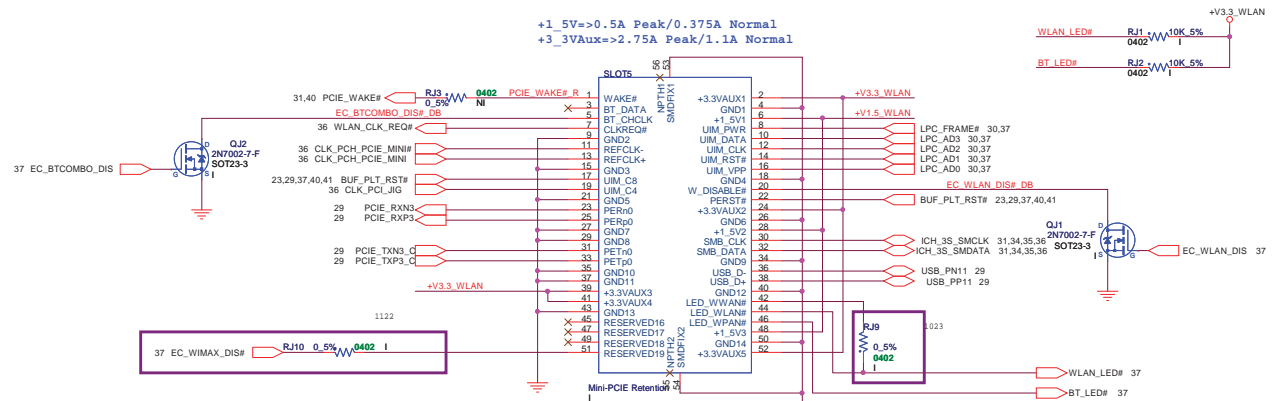 +1_5V=>0.5A Peak/0.375A Normal
+3_3VAux=>2.75A Peak/1.1A Normal
+V3.3_WLAN
WLAN_LED# RJ1 10K_5%
0402 I
BT_LED# RJ2 10K_5%
0402 I
SLOT5
56 53
NPTH1 SMDFIX1
31,40 PCIE_WAKE# RJ3 0402 PCIE_WAKE#_R 1 WAKE#
0_5% NI
3 BT_DATA
EC_BTCOMBO_DIS#_DB 5 BT_CHCLK
36 WLAN_CLK_REQ# 7 CLKREQ#
9 GND2
36 CLK_PCH_PCIE_MINI# 11 REFCLK-
36 CLK_PCH_PCIE_MINI 13 REFCLK+
15 GND3
23,29,37,40,41 BUF_PLT_RST# 17 UIM_C8
36 CLK_PCI_JIG 19 UIM_C4
21 GND5
29 PCIE_RXN3 23 PERn0
29 PCIE_RXP3 25 PERp0
27 GND7
29 GND8
29 PCIE_TXN3_C 31 PETn0
29 PCIE_TXP3_C 33 PETp0
35 GND10
37 GND11
+V3.3_WLAN 39 +3.3VAUX3
41 +3.3VAUX4
43 GND13
45 RESERVED16
47 RESERVED17
49 RESERVED18
51 RESERVED19
QJ2
2N7002-7-F
SOT23-3
I
D
G
S
37 EC_BTCOMBO_DIS
1122
37 EC_WIMAX_DIS# RJ10 0_5% 0402 I
+3.3VAUX1 2 +V3.3_WLAN
GND1 4
+1_5V1 6 +V1.5_WLAN
UIM_PWR 8 LPC_FRAME# 30,37
UIM_DATA 10 LPC_AD3 30,37
UIM_CLK 12 LPC_AD2 30,37
UIM_RST# 14 LPC_AD1 30,37
UIM_VPP 16 LPC_AD0 30,37
GND4 18
W_DISABLE# 20 EC_WLAN_DIS#_DB
PERST# 22 BUF_PLT_RST# 23,29,37,40,41
+3.3VAUX2 24
GND6 26
+1_5V2 28
SMB_CLK 30 ICH_3S_SMCLK 31,34,35,36
SMB_DATA 32 ICH_3S_SMDATA 31,34,35,36
GND9 34
USB_D- 36 USB_PN11 29
USB_D+ 38 USB_PP11 29
GND12 40
LED_WWAN# 42
LED_WLAN# 44
LED_WPAN# 46
+1_5V3 48
GND14 50
+3.3VAUX5 52
QJ1
2N7002-7-F
SOT23-3
I
D
G
S
EC_WLAN_DIS 37
RJ9
0_5%
0402
I
1023
NPTH2 SMDFIX2
55 54
Mini-PCIE Retention
I
WLAN_LED# 37
BT_LED# 37